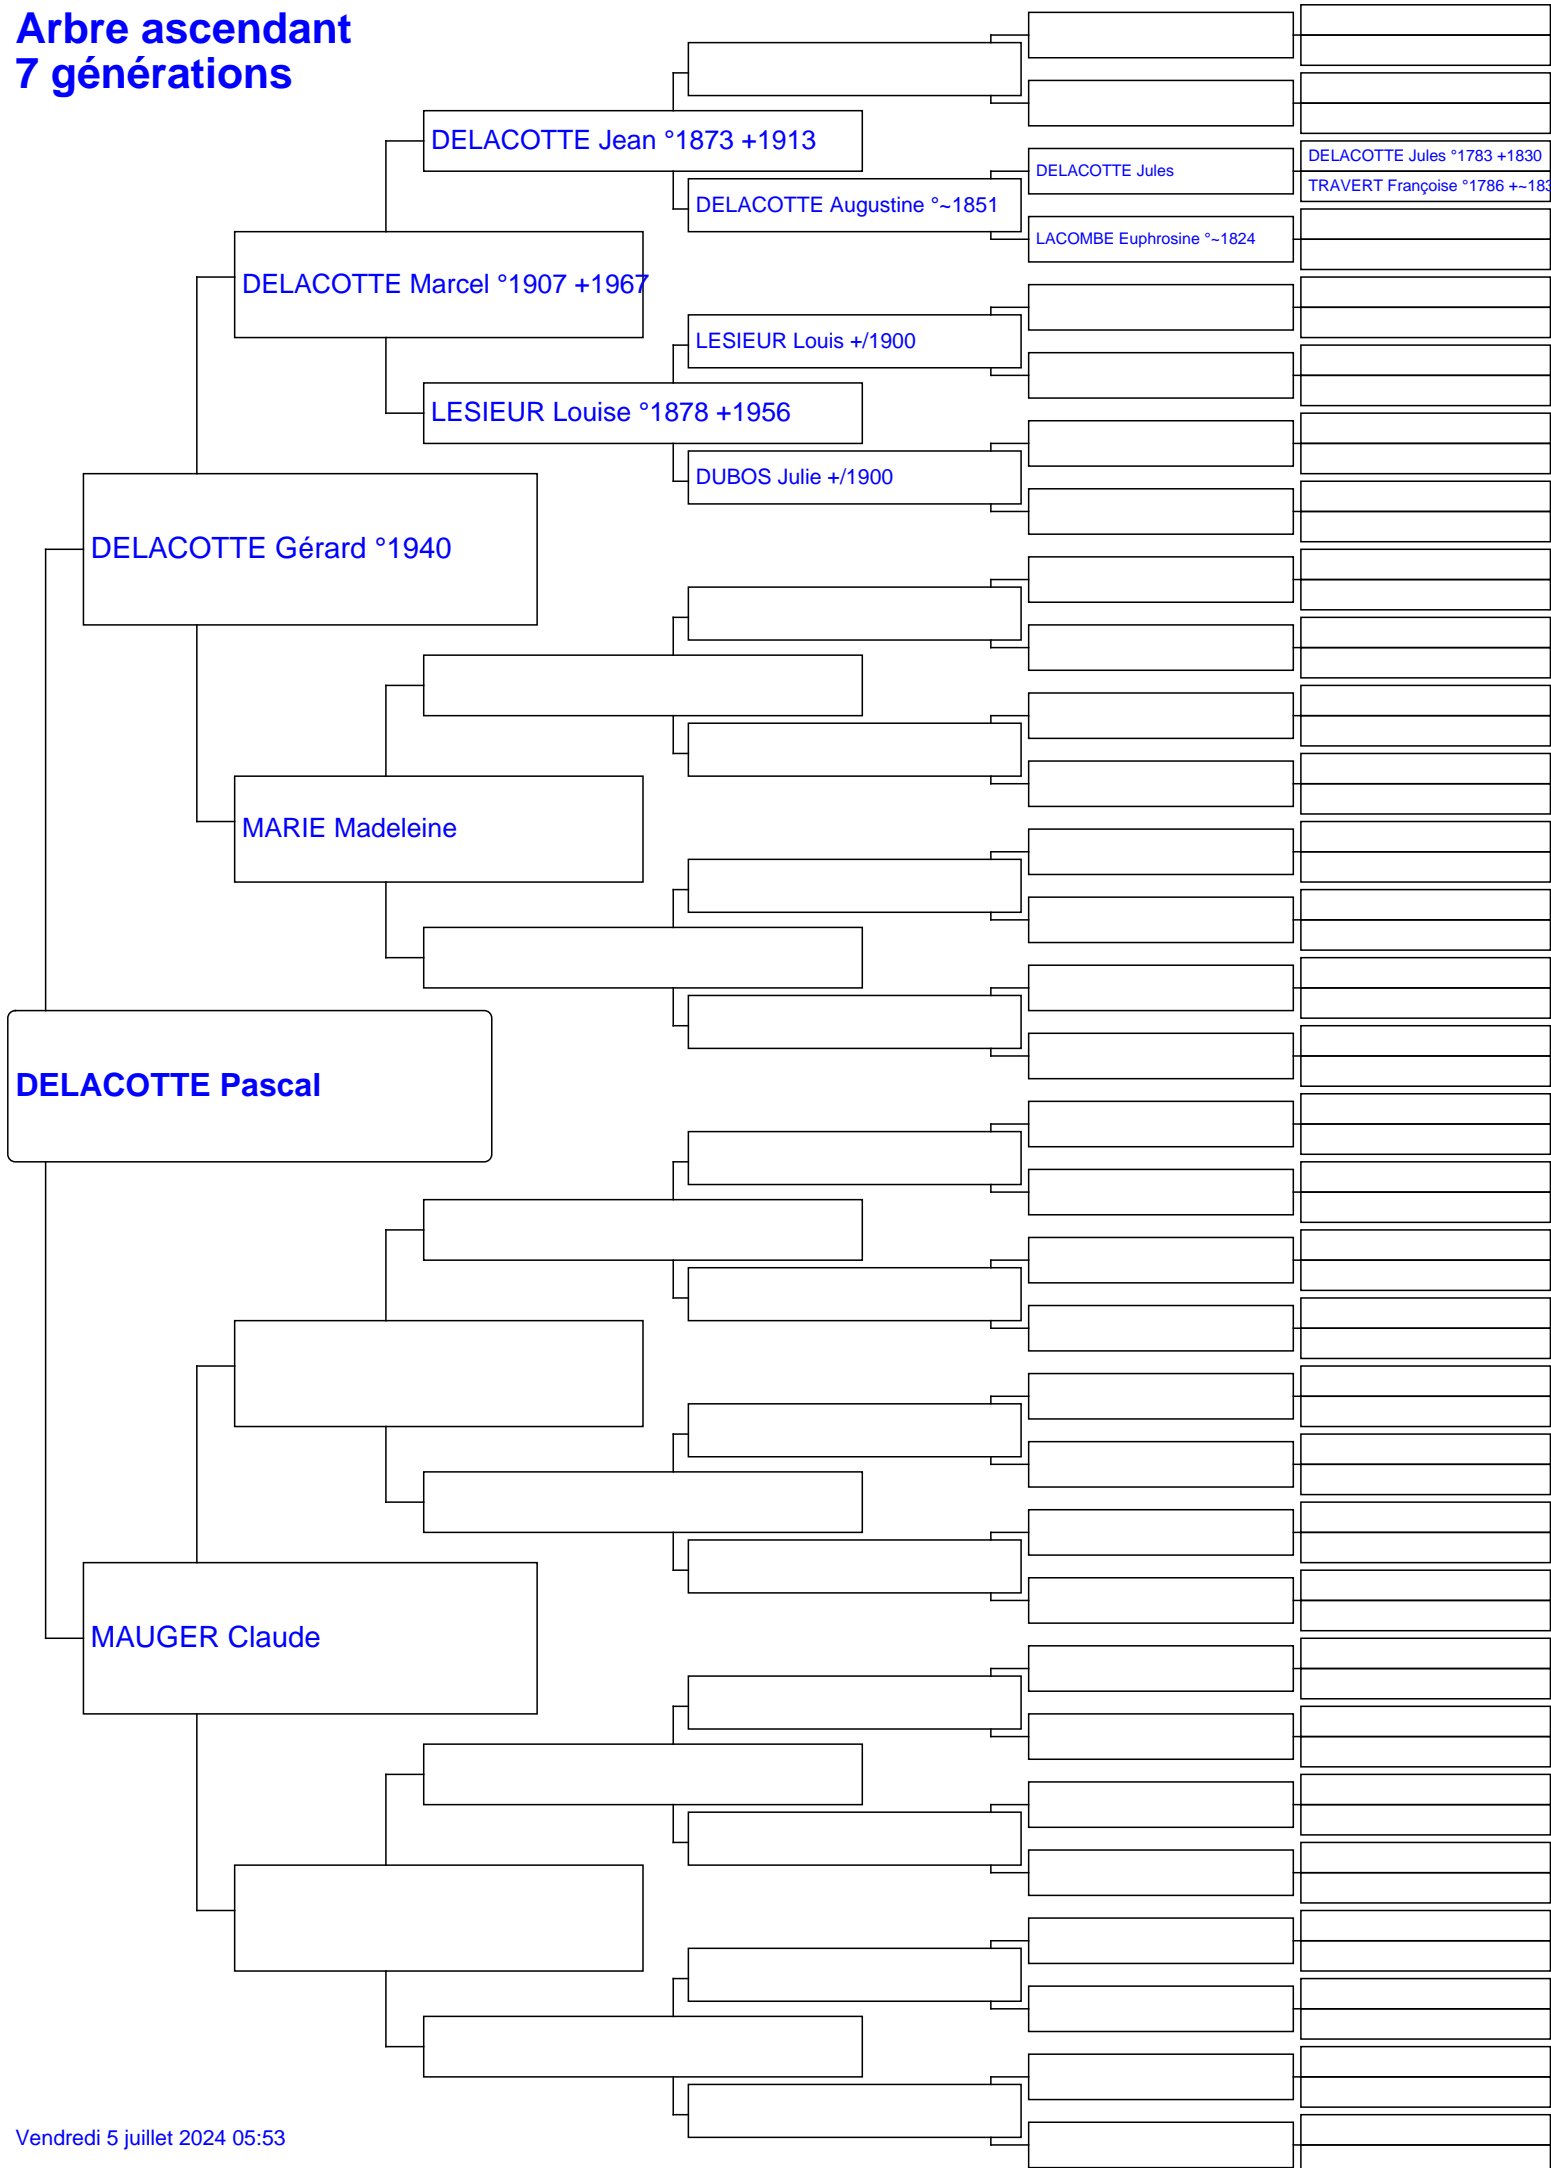 Arbre ascendant
7 générations
DELACOTTE Jean °1873 +1913
DELACOTTE Jules
DELACOTTE Jules °1783 +1830
TRAVERT Françoise °1786 +~183
DELACOTTE Augustine °~1851
LACOMBE Euphrosine °~1824
DELACOTTE Marcel °1907 +1967
LESIEUR Louis +/1900
LESIEUR Louise °1878 +1956
DUBOS Julie +/1900
DELACOTTE Gérard °1940
MARIE Madeleine
DELACOTTE Pascal
MAUGER Claude
Vendredi 5 juillet 2024 05:53